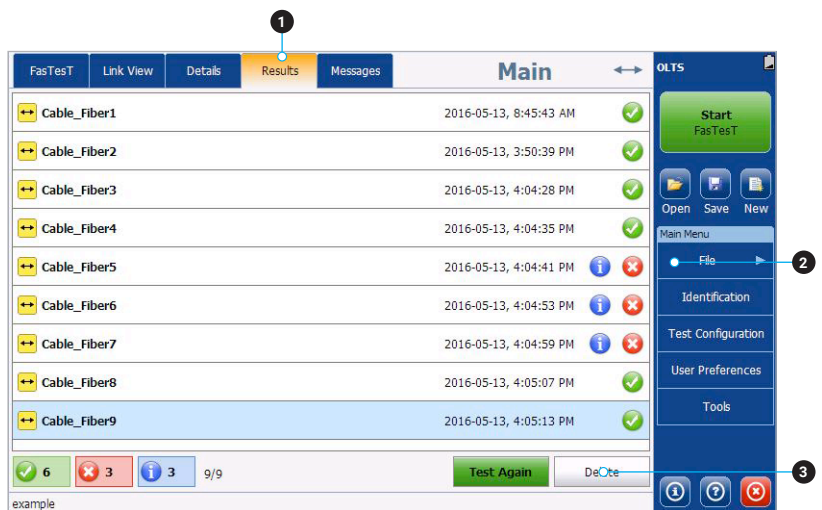 1
FasTesT Link View Details Results Messages Main OLTS
Cable_Fiber1 2016-05-13, 8:45:43 AM
Start
FasTesT
Cable_Fiber2 2016-05-13, 3:50:39 PM
Cable_Fiber3 2016-05-13, 4:04:28 PM
Open Save New
Cable_Fiber4 2016-05-13, 4:04:35 PM
Main Menu
Cable_Fiber5 2016-05-13, 4:04:41 PM
File 2
Cable_Fiber6 2016-05-13, 4:04:53 PM
Identification
Cable_Fiber7 2016-05-13, 4:04:59 PM
Test Configuration
Cable_Fiber8 2016-05-13, 4:05:07 PM
User Preferences
Cable_Fiber9 2016-05-13, 4:05:13 PM
Tools
6 3 3 9/9 Test Again Delete 3
example